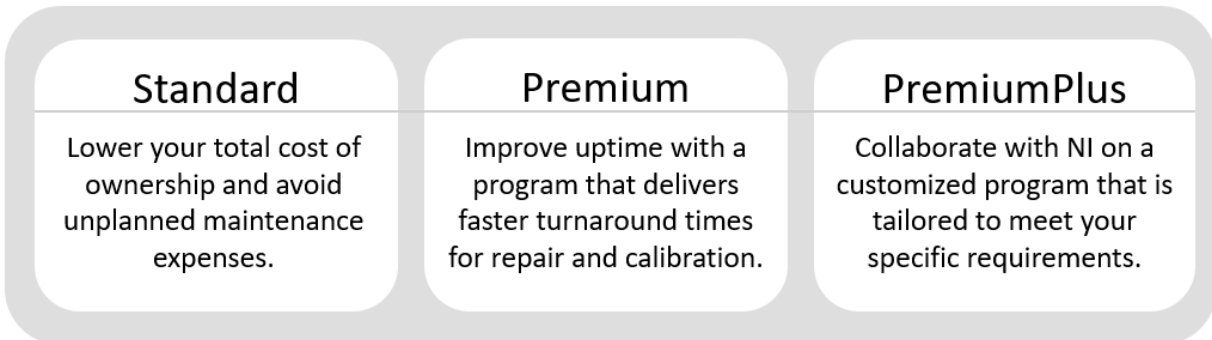 Standard
Lower your total cost of
ownership and avoid
unplanned maintenance
expenses.
Premium
Improve uptime with a
program that delivers
faster turnaround times
for repair and calibration.
PremiumPlus
Collaborate with NI on a
customized program that is
tailored to meet your
specific requirements.